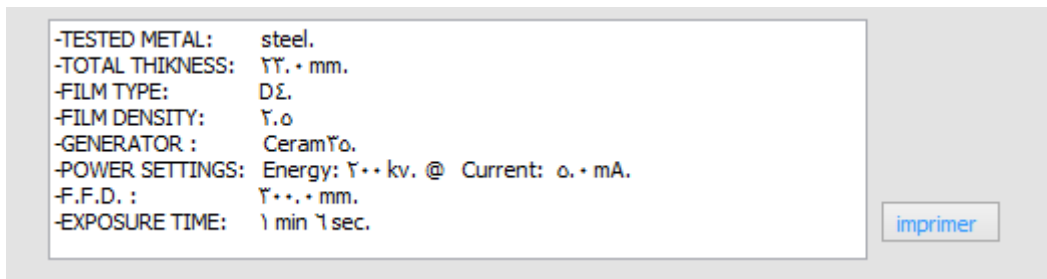 -TESTED METAL: steel.
-TOTAL THIKNESS: ٢٣.٠ mm.
-FILM TYPE: D٤.
-FILM DENSITY: ٢.٥
-GENERATOR : Ceram٣٥.
-POWER SETTINGS: Energy: ٢٠٠ kv. @ Current: ٥.٠ mA.
-F.F.D. : ٣٠٠.٠ mm.
-EXPOSURE TIME: ١ min ٦ sec.
imprimer